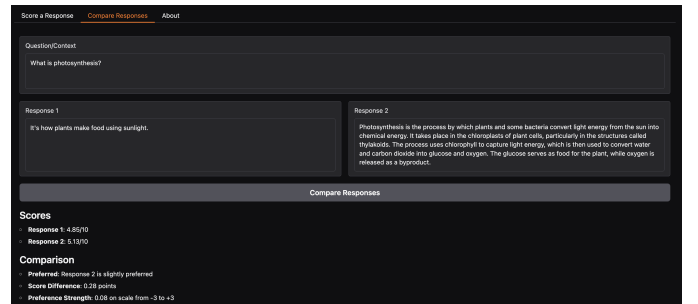 Score a Response Compare Responses About
Question/Context
What is photosynthesis?
Response 1
It's how plants make food using sunlight.
Response 2
Photosynthesis is the process by which plants and some bacteria convert light energy from the sun into
chemical energy. It takes place in the chloroplasts of plant cells, particularly in the structures called
thylakoids. The process uses chlorophyll to capture light energy, which is then used to convert water
and carbon dioxide into glucose and oxygen. The glucose serves as food for the plant, while oxygen is
released as a byproduct.
Compare Responses
Scores
Response 1: 4.85/10
Response 2: 5.13/10
Comparison
Preferred: Response 2 is slightly preferred
Score Difference: 0.28 points
Preference Strength: 0.08 on scale from -3 to +3